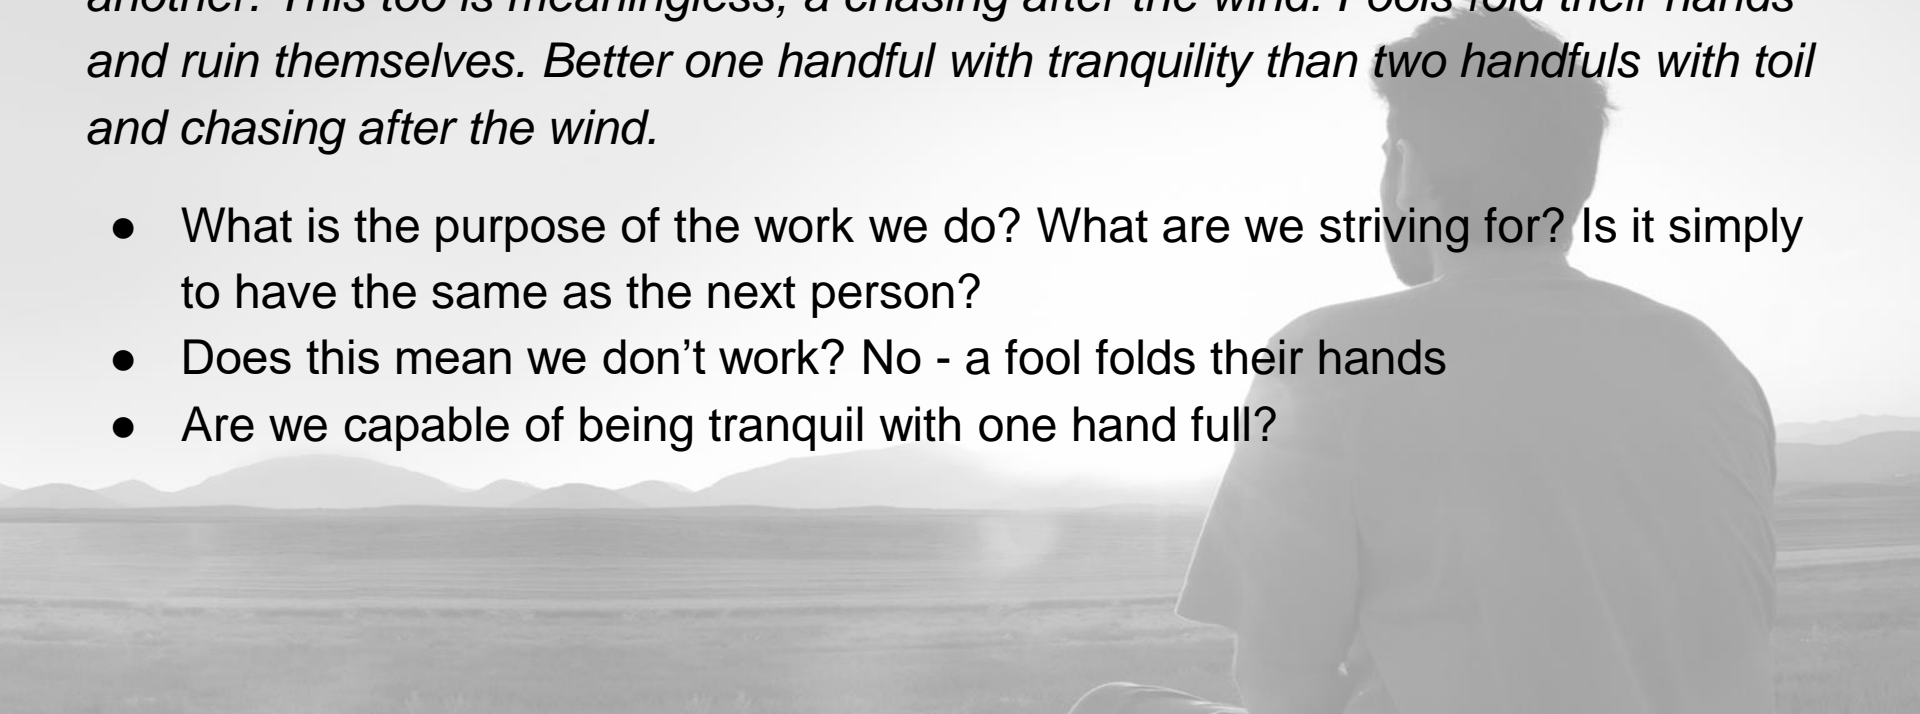 another. This too is meaningless, a chasing after the wind. Fools fold their hands
and ruin themselves. Better one handful with tranquility than two handfuls with toil
and chasing after the wind.
● What is the purpose of the work we do? What are we striving for? Is it simply
to have the same as the next person?
● Does this mean we don’t work? No - a fool folds their hands
● Are we capable of being tranquil with one hand full?